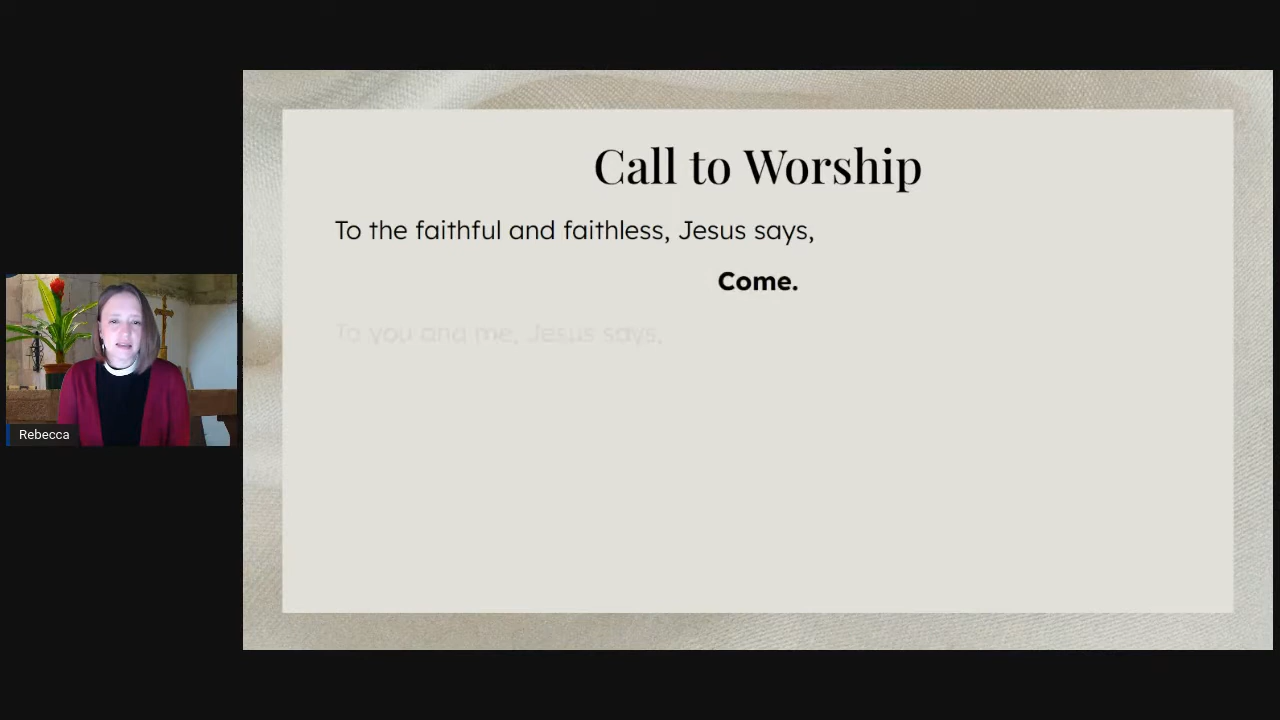 Call to Worship
To the faithful and faithless, Jesus says,
Come.
To you and me, Jesus says,
Rebecca